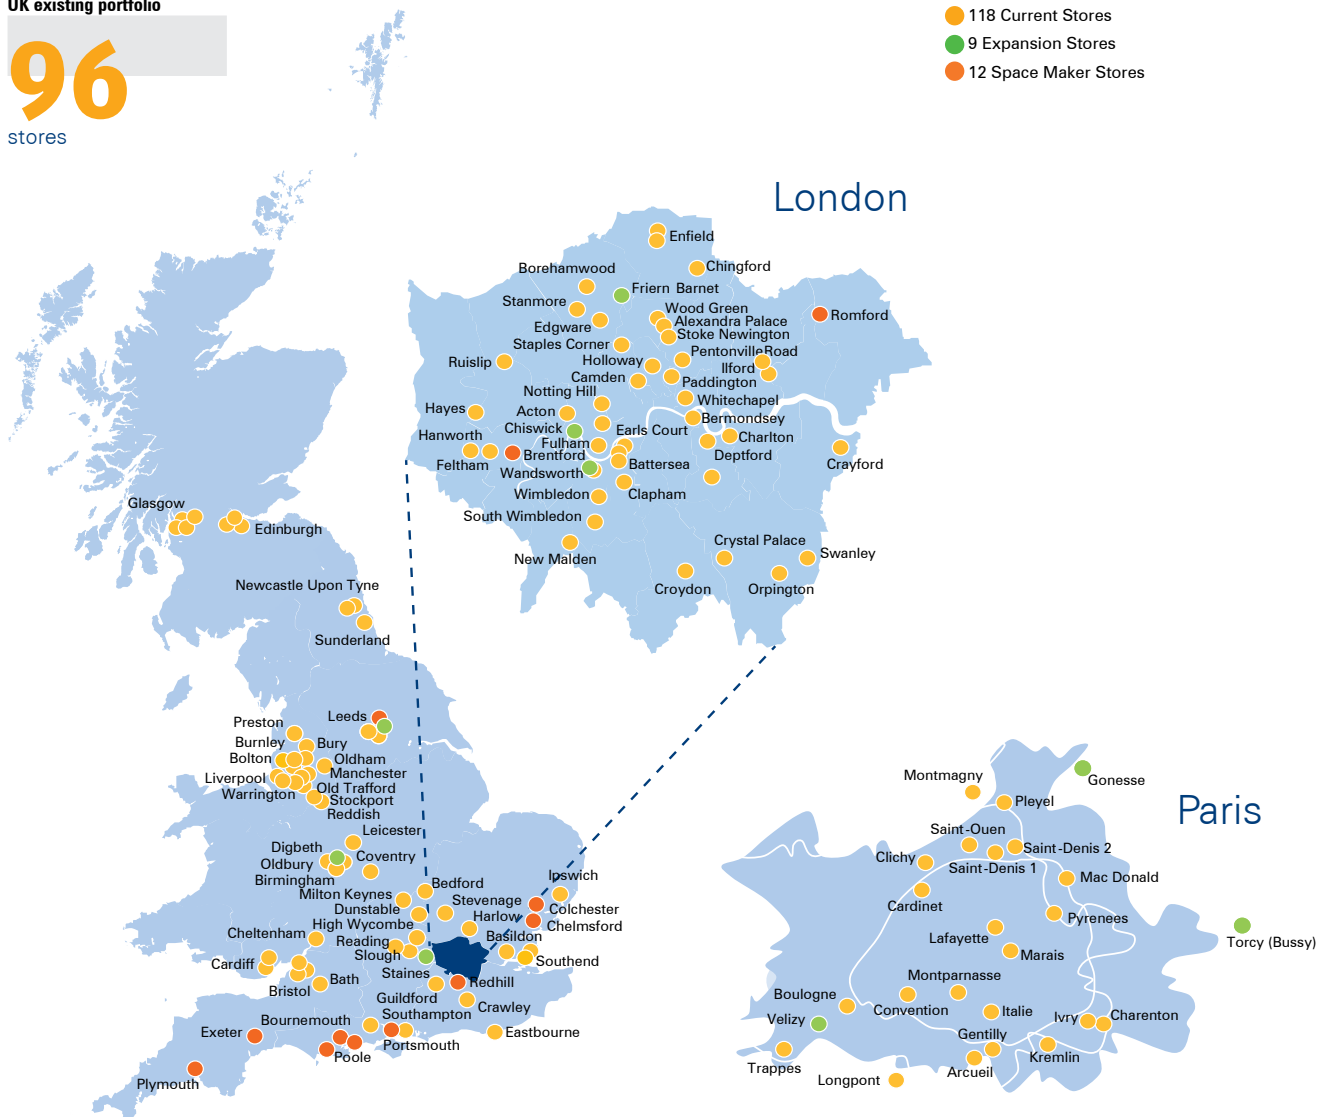 UK existing portfolio
96
stores
118 Current Stores
9 Expansion Stores
12 Space Maker Stores
London
Enfield
Chingford
Borehamwood
Friern Barnet
Stanmore
Wood Green
Romford
Alexandra Palace
Edgware
Stoke Newington
Staples Corner
Pentonville Road
Ruislip
Holloway
Ilford
Camden
Paddington
Notting Hill
Whitechapel
Hayes
Acton
Bermondsey
Chiswick
Earls Court
Hanworth
Charlton
Fulham
Brentford
Deptford
Feltham
Battersea
Crayford
Wandsworth
Wimbledon
Clapham
South Wimbledon
Crystal Palace
Swanley
New Malden
Croydon
Orpington
Glasgow
Edinburgh
Newcastle Upon Tyne
Sunderland
Leeds
Preston
Burnley
Bury
Bolton
Oldham
Liverpool
Manchester
Warrington
Old Trafford
Stockport
Reddish
Leicester
Digbeth
Coventry
Oldbury
Birmingham
Bedford
Ipswich
Milton Keynes
Stevenage
Dunstable
Colchester
Harlow
High Wycombe
Chelmsford
Cheltenham
Reading
Basildon
Slough
Southend
Cardiff
Staines
Bath
Redhill
Bristol
Guildford
Crawley
Southampton
Bournemouth
Exeter
Eastbourne
Portsmouth
Poole
Plymouth
Paris
Montmagny
Gonesse
Pleyel
Saint-Ouen
Saint-Denis 2
Clichy
Saint-Denis 1
Mac Donald
Cardinet
Pyrenees
Lafayette
Torcy (Bussy)
Marais
Montparnasse
Boulogne
Convention
Italie
Velizy
Ivry
Charenton
Gentilly
Kremlin
Trappes
Arcueil
Longpont